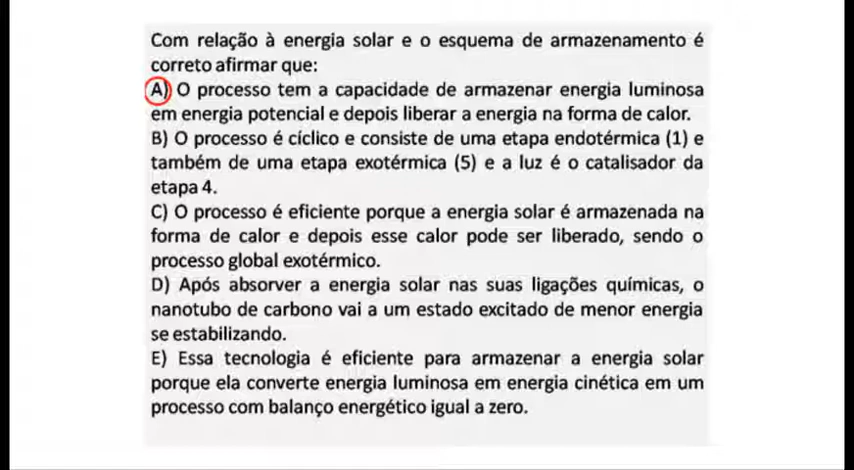 Com relação à energia solar e o esquema de armazenamento é
correto afirmar que:
A) O processo tem a capacidade de armazenar energia luminosa
em energia potencial e depois liberar a energia na forma de calor.
B) O processo é cíclico e consiste de uma etapa endotérmica (1) e
também de uma etapa exotérmica (5) e a luz é o catalisador da
etapa 4.
C) O processo é eficiente porque a energia solar é armazenada na
forma de calor e depois esse calor pode ser liberado, sendo o
processo global exotérmico.
D) Após absorver a energia solar nas suas ligações químicas, o
nanotubo de carbono vai a um estado excitado de menor energia
se estabilizando.
E) Essa tecnologia é eficiente para armazenar a energia solar
porque ela converte energia luminosa em energia cinética em um
processo com balanço energético igual a zero.